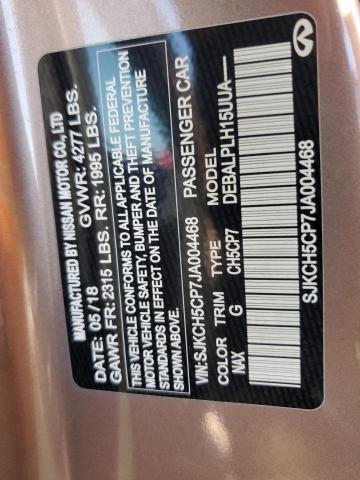 MANUFACTURED BY NISSAN MOTOR CO., LTD
DATE: 05/18 GVWR: 4277 LBS.
GAWR FR: 2315 LBS. RR: 1995 LBS.
THIS VEHICLE CONFORMS TO ALL APPLICABLE FEDERAL
MOTOR VEHICLE SAFETY, BUMPER AND THEFT PREVENTION
STANDARDS IN EFFECT ON THE DATE OF MANUFACTURE
SHOWN ABOVE.
VIN:SJKCH5CP7JA004468 PASSENGER CAR
COLOR TRIM TYPE MODEL
NAX G CH5CP7 DEBALPLH15UUA—
SJKCH5CP7JA004468